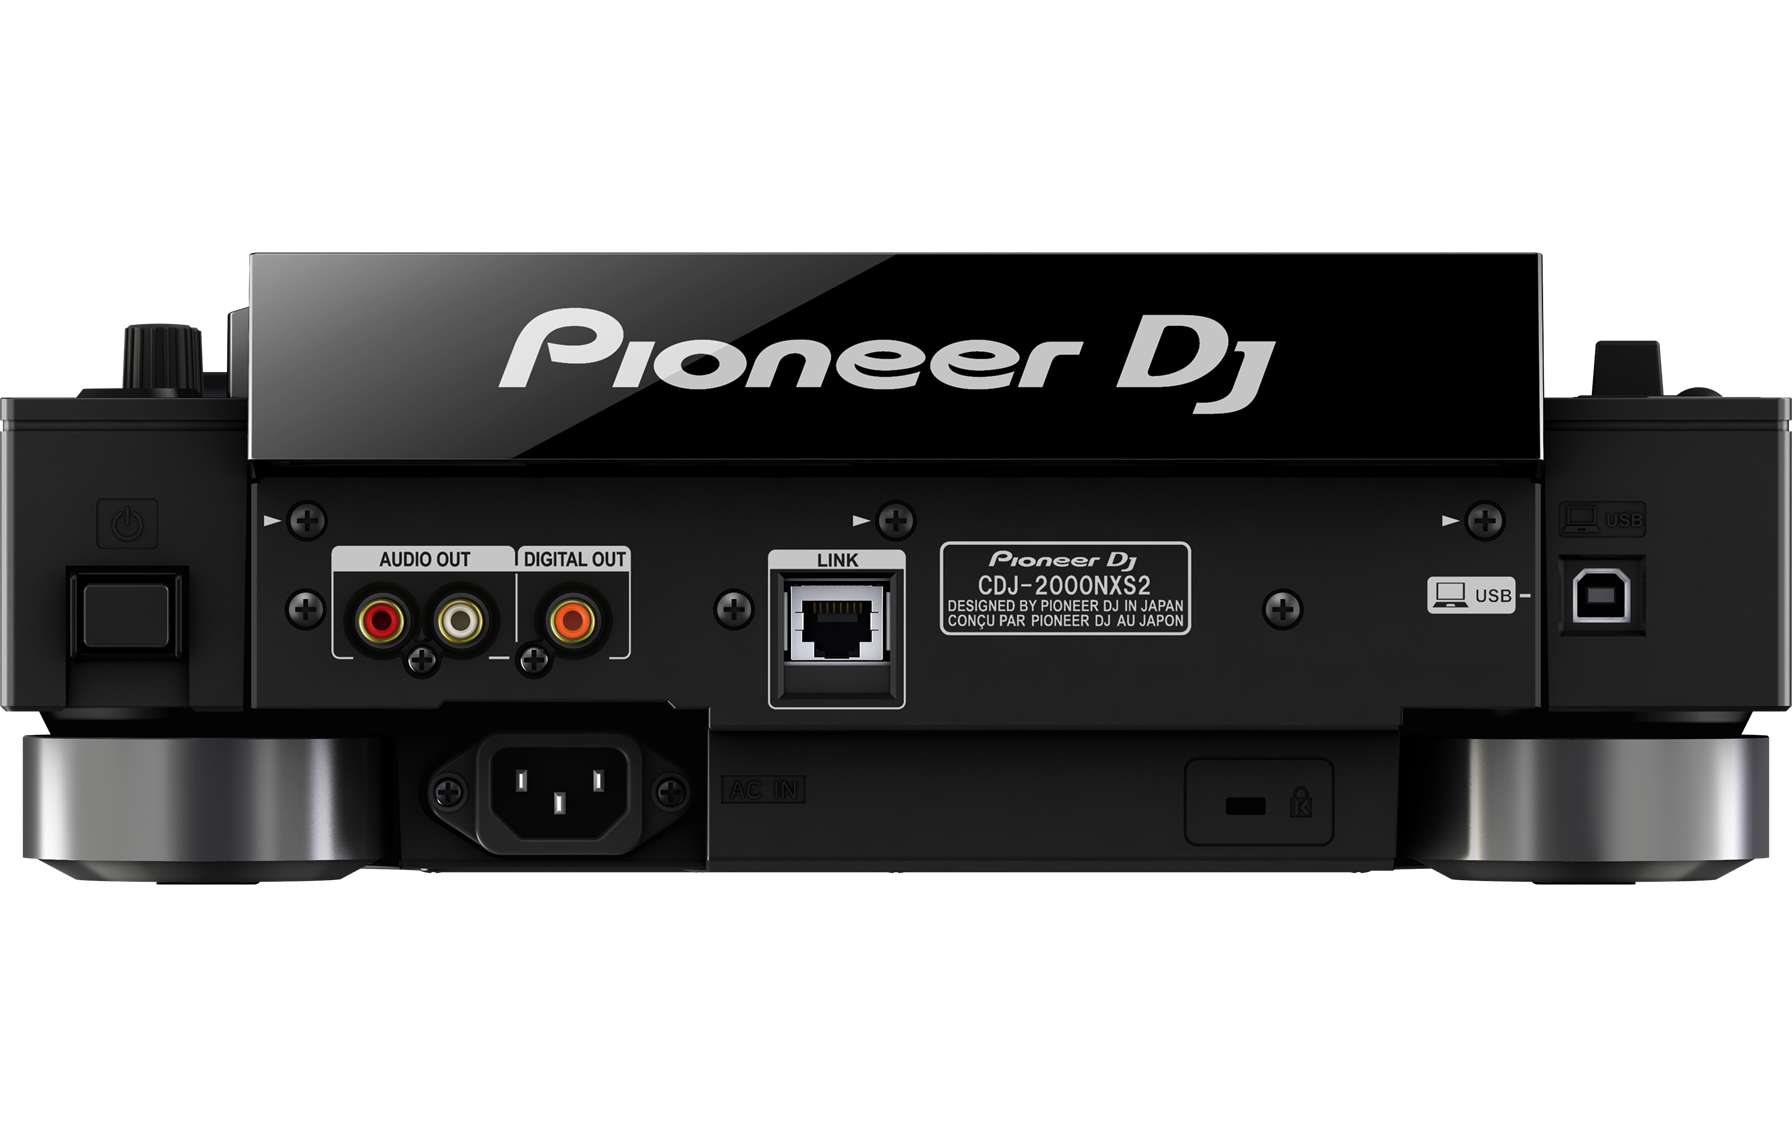 Pioneer DJ
USB
AUDIO OUT
DIGITAL OUT
LINK
Pioneer DJ
CDJ-2000NXS2
DESIGNED BY PIONEER DJ IN JAPAN
CONÇU PAR PIONEER DJ AU JAPON
USB
AC IN
K